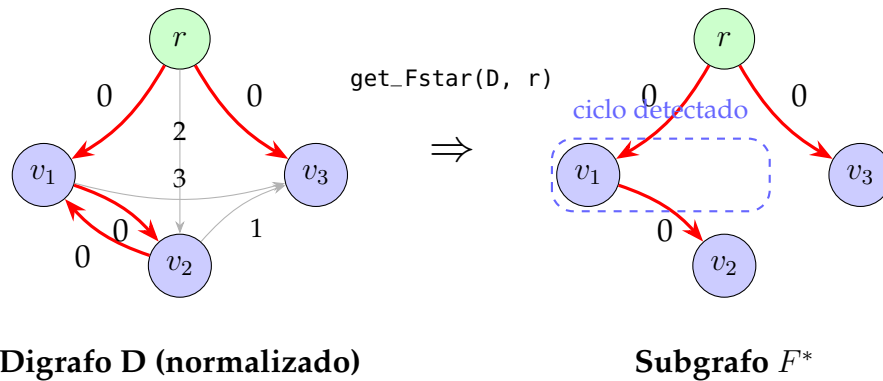 r
r
get_Fstar(D, r)
0
0
0
0
ciclo detectado
2
⇒
v1
3
v3
v1
v3
0
0
1
0
v2
v2
Digrafo D (normalizado)
Subgrafo F*